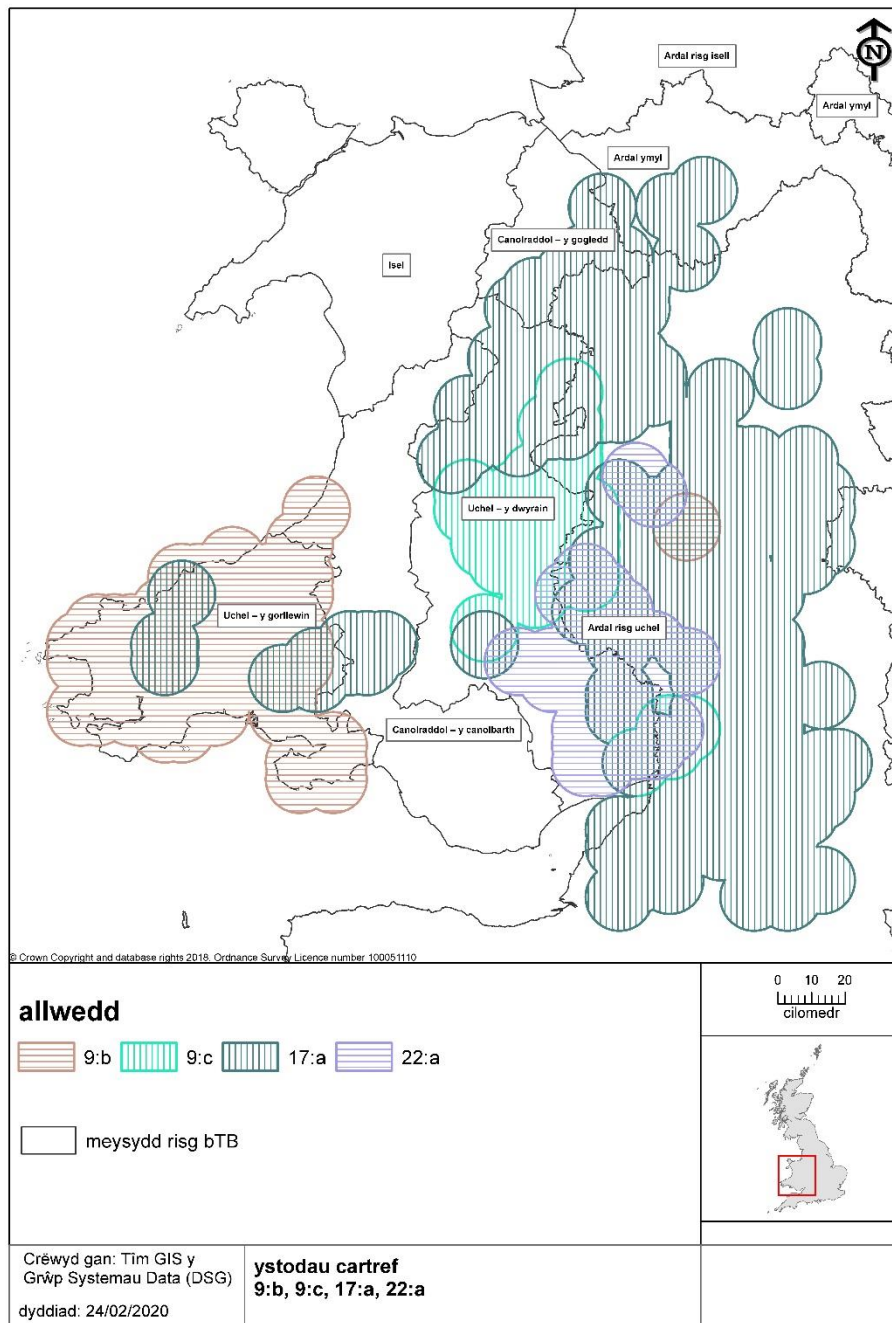 Ardal risg isell
Ardal ymyl
Ardal ymyl
Canolraddol – y gogledd
Isel
Uchel – y dwyrain
Uchel – y gorllewin
Ardal risg uchel
Canolraddol – y canolbarth
N
© Crown Copyright and database rights 2018. Ordnance Survey Licence number 100051110
allwedd
9:b 9:c 17:a 22:a
meysydd risg bTB
0 10 20
cilomedr
Crëwyd gan: Tîm GIS y
Grŵp Systemau Data (DSG)
dyddiad: 24/02/2020
ystodau cartref
9:b, 9:c, 17:a, 22:a